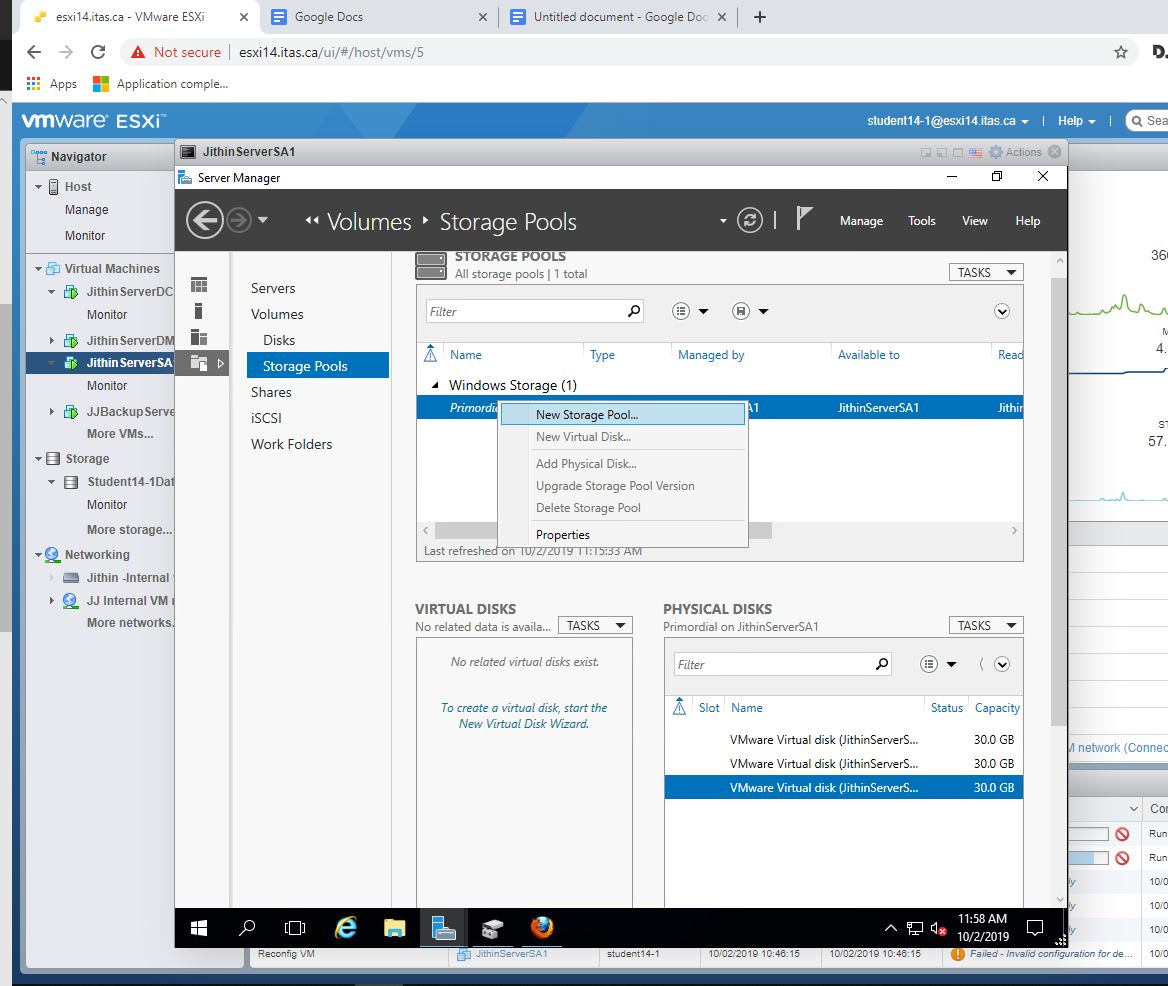 esxi14.itas.ca - VMware ESXi
Google Docs
Untitled document - Google Doc
Not secure
esxi14.itas.ca/ui/#/host/vms/5
D.
Apps
Application comple...
vmware ESXi™
student14-1@esxi14.itas.ca
Help
Sea
Navigator
Host
Manage
Monitor
Virtual Machines
JithinServerDC
Monitor
JithinServerDM
JithinServerSA
Monitor
JJBackupServe
More VMs...
Storage
Student14-1Dat
Monitor
More storage...
Networking
Jithin -Internal
JJ Internal VM
More networks.
JithinServerSA1
Actions
Server Manager
Volumes
Storage Pools
Manage
Tools
View
Help
Servers
Volumes
Disks
Storage Pools
Shares
iSCSI
Work Folders
STORAGE POOLS
All storage pools | 1 total
TASKS
Filter
Name
Type
Managed by
Available to
Read
Windows Storage (1)
Primordia
A1
JithinServerSA1
Jithin
New Storage Pool...
New Virtual Disk...
Add Physical Disk...
Upgrade Storage Pool Version
Delete Storage Pool
Properties
Last refreshed on 10/2/2019 11:15:33 AM
VIRTUAL DISKS
No related data is availa...
TASKS
No related virtual disks exist.
To create a virtual disk, start the
New Virtual Disk Wizard.
PHYSICAL DISKS
Primordial on JithinServerSA1
TASKS
Filter
Slot
Name
Status
Capacity
VMware Virtual disk (JithinServerS...
30.0 GB
VMware Virtual disk (JithinServerS...
30.0 GB
VMware Virtual disk (JithinServerS...
30.0 GB
36
4.
ST
57.
M network (Connec
Con
Run
Run
10/0
10/0
10/0
11:58 AM
10/2/2019
Reconfig VM
JithinServerSA1
student14-1
10/02/2019 10:46:15
10/02/2019 10:46:15
Failed - Invalid configuration for de...
10/0